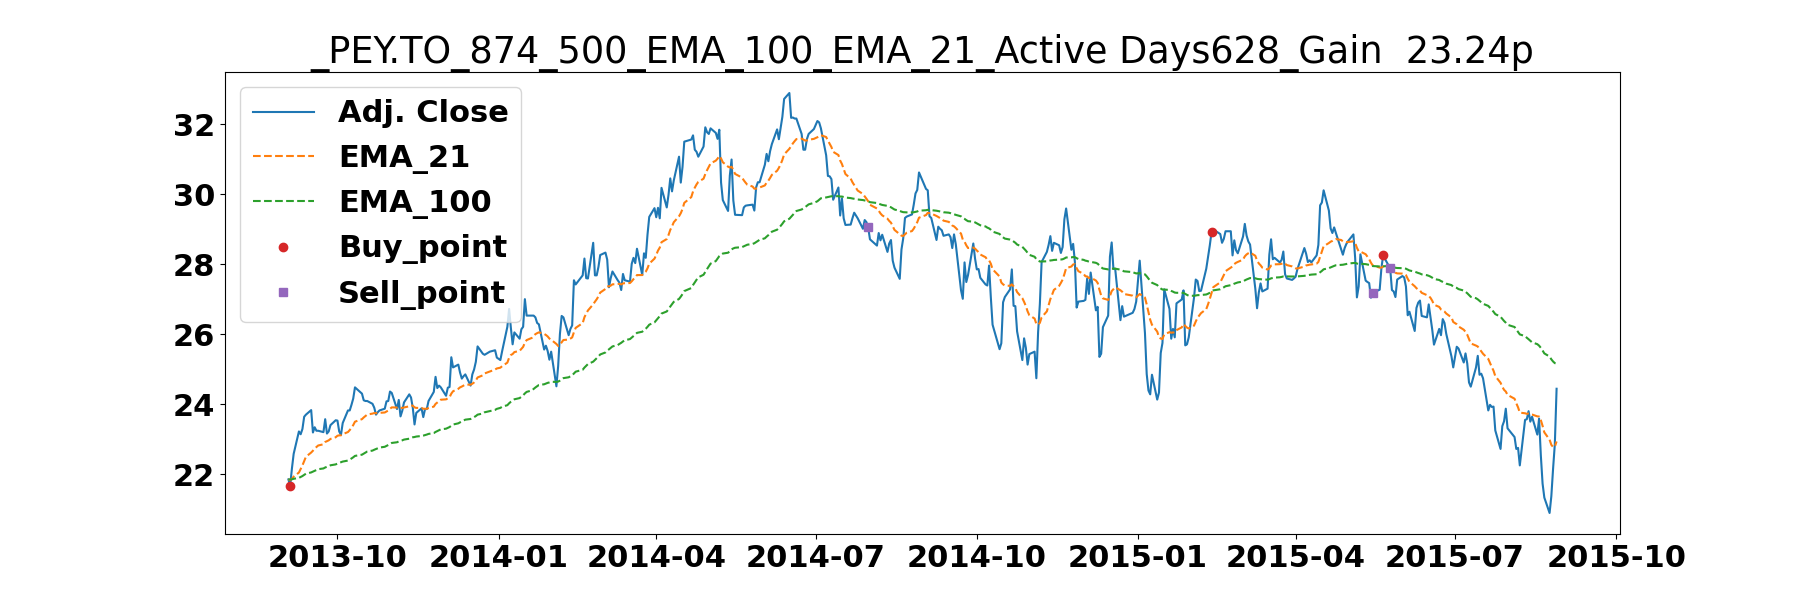 _PEY.TO_874_500_EMA_100_EMA_21_Active Days628_Gain  23.24p
Adj. Close
EMA_21
EMA_100
Buy_point
Sell_point
32
30
28
26
24
22
2013-10 2014-01 2014-04 2014-07 2014-10 2015-01 2015-04 2015-07 2015-10